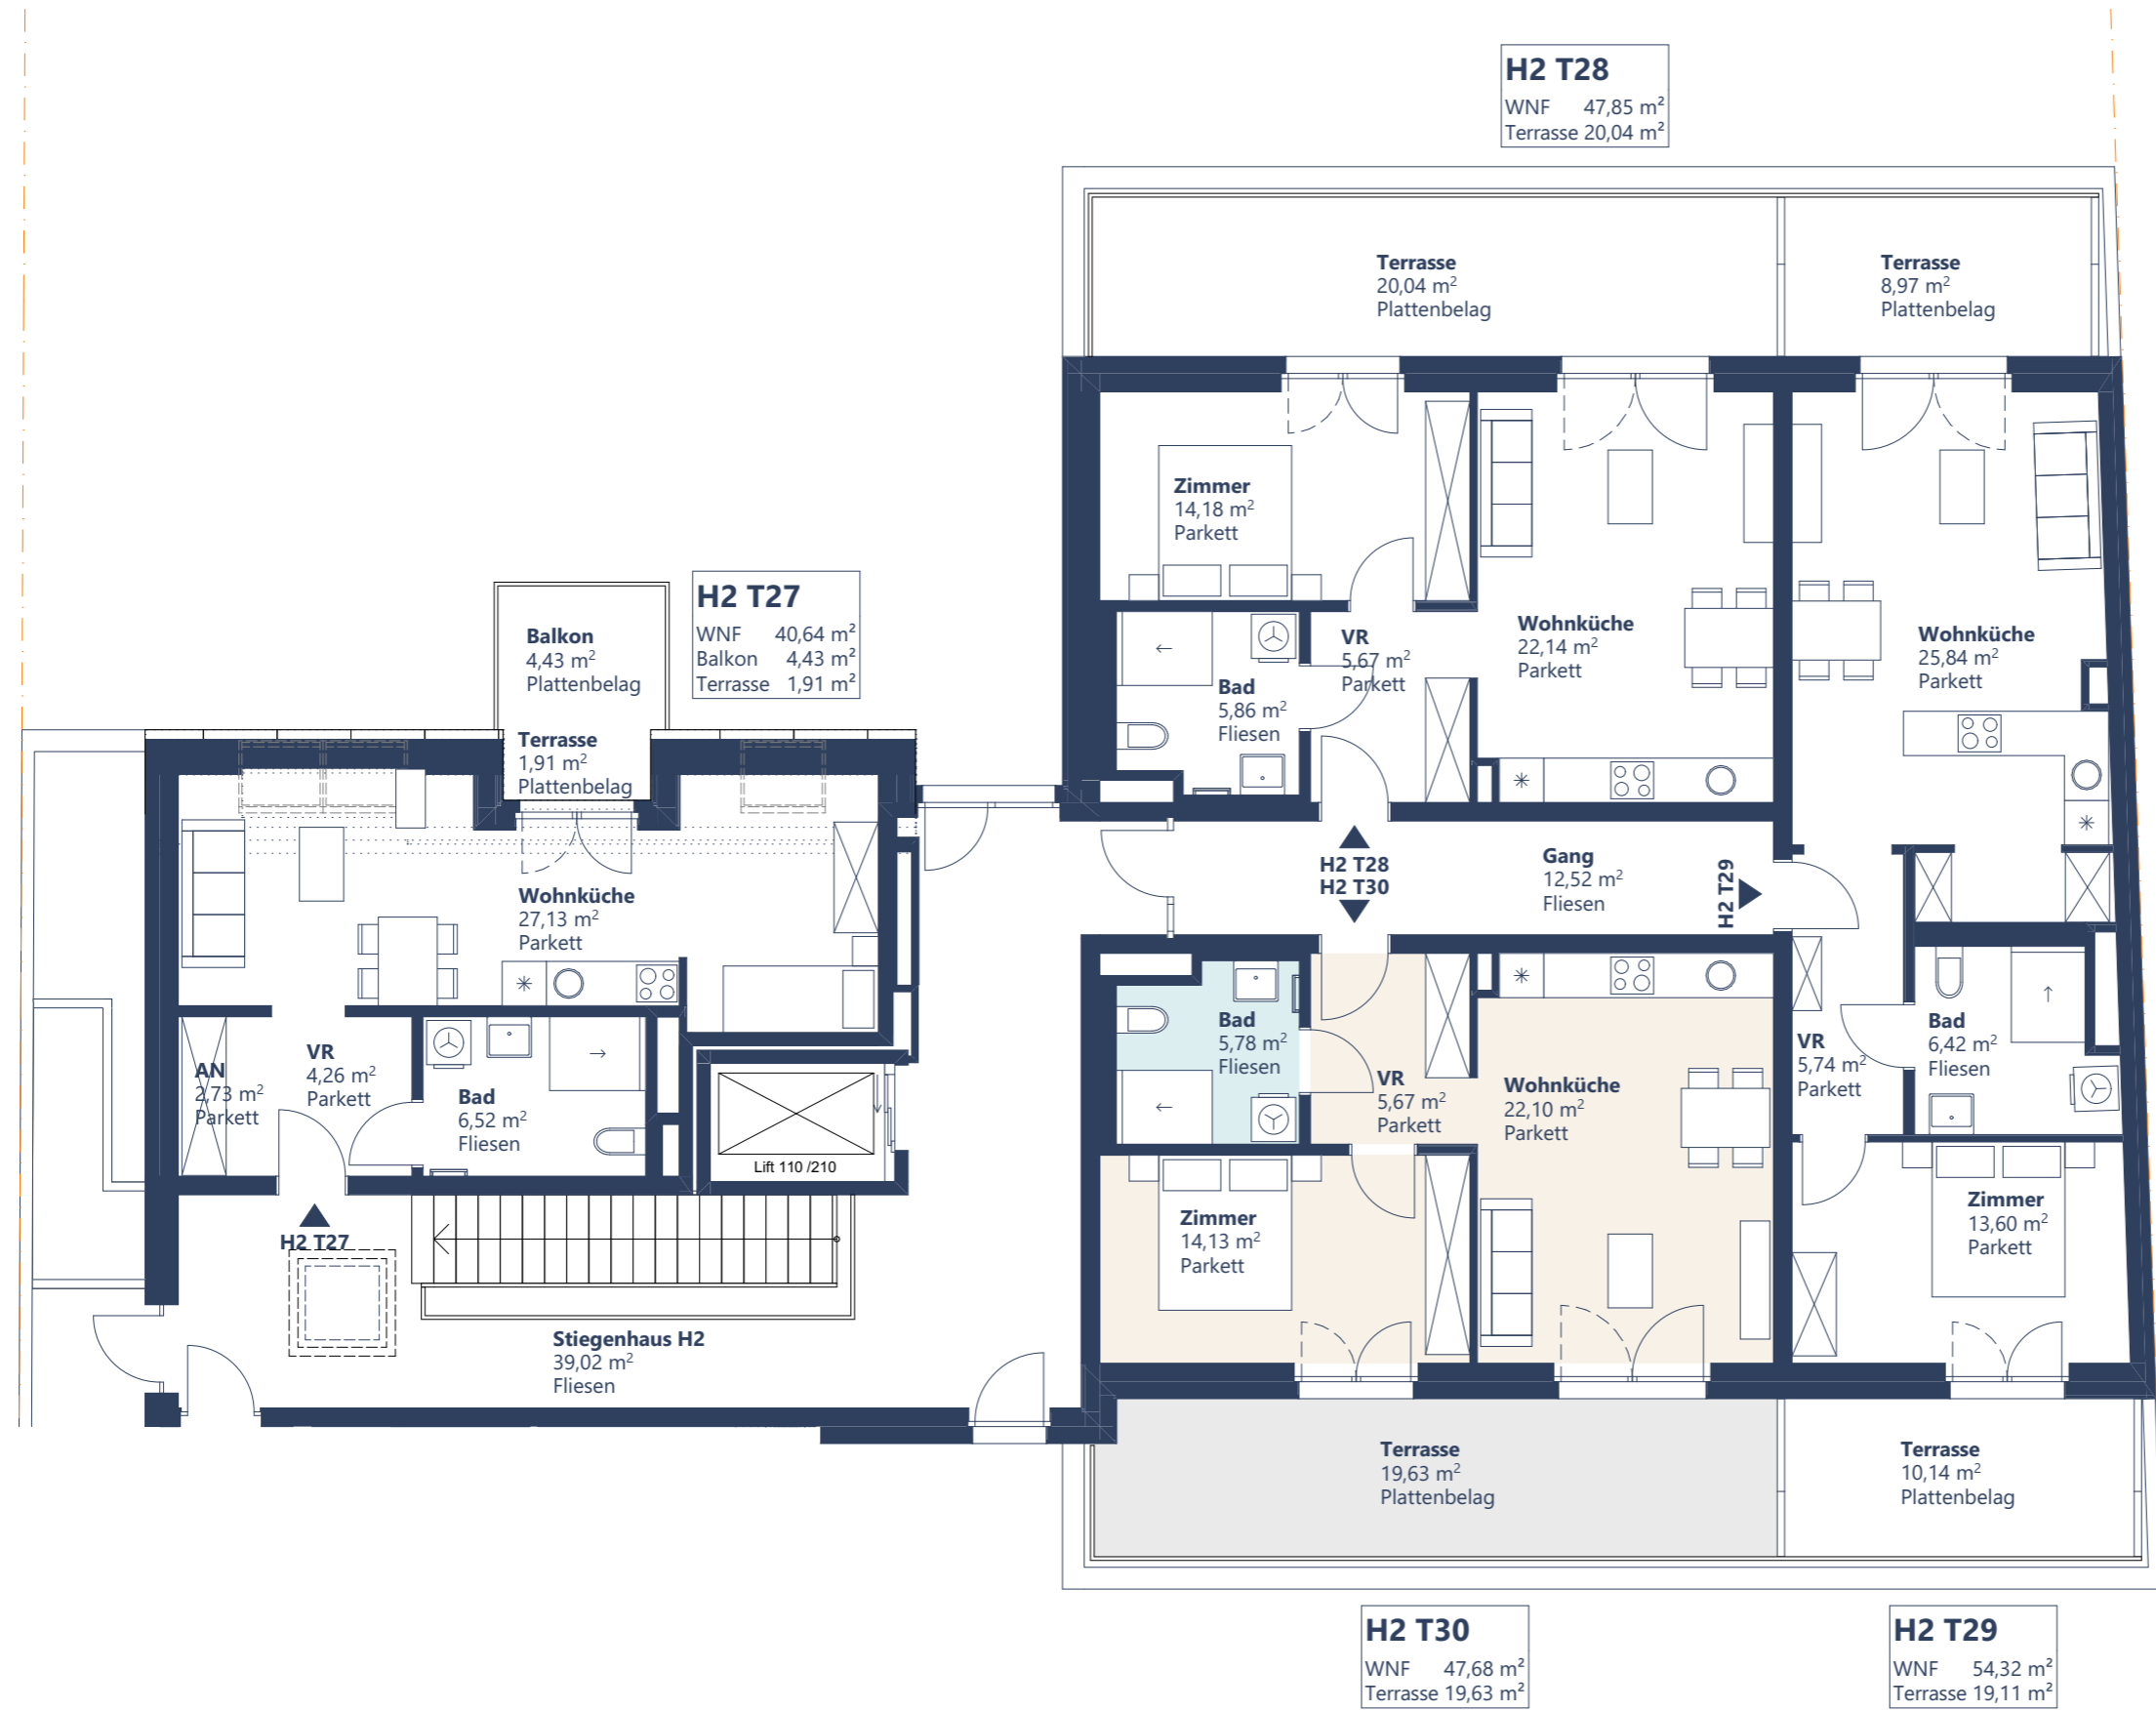 H2 T28
WNF 47,85 m²
Terrasse 20,04 m²
Terrasse
20,04 m²
Plattenbelag
Terrasse
8,97 m²
Plattenbelag
Zimmer
14,18 m²
Parkett
Wohnküche
22,14 m²
Parkett
Wohnküche
25,84 m²
Parkett
VR
5,67 m²
Parkett
Bad
5,86 m²
Fliesen
H2 T27
WNF 40,64 m²
Balkon 4,43 m²
Terrasse 1,91 m²
Balkon
4,43 m²
Plattenbelag
Terrasse
1,91 m²
Plattenbelag
Wohnküche
27,13 m²
Parkett
H2 T28
H2 T30
Gang
12,52 m²
Fliesen
H2 T29
AN
2,73 m²
Parkett
VR
4,26 m²
Parkett
Bad
6,52 m²
Fliesen
Lift 110 /210
H2 T27
Stiegenhaus H2
39,02 m²
Fliesen
Bad
5,78 m²
Fliesen
VR
5,67 m²
Parkett
Wohnküche
22,10 m²
Parkett
Zimmer
14,13 m²
Parkett
VR
5,74 m²
Parkett
Bad
6,42 m²
Fliesen
Zimmer
13,60 m²
Parkett
Terrasse
19,63 m²
Plattenbelag
Terrasse
10,14 m²
Plattenbelag
H2 T30
WNF 47,68 m²
Terrasse 19,63 m²
H2 T29
WNF 54,32 m²
Terrasse 19,11 m²